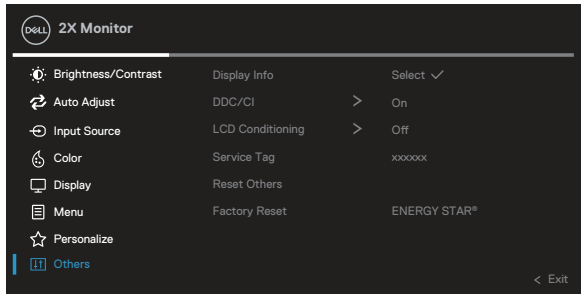 DELL 2X Monitor
Brightness/Contrast Display Info Select ✓
Auto Adjust DDC/CI > On
Input Source LCD Conditioning > Off
Color Service Tag xxxxxx
Display Reset Others
Menu Factory Reset ENERGY STAR®
Personalize
Others
< Exit